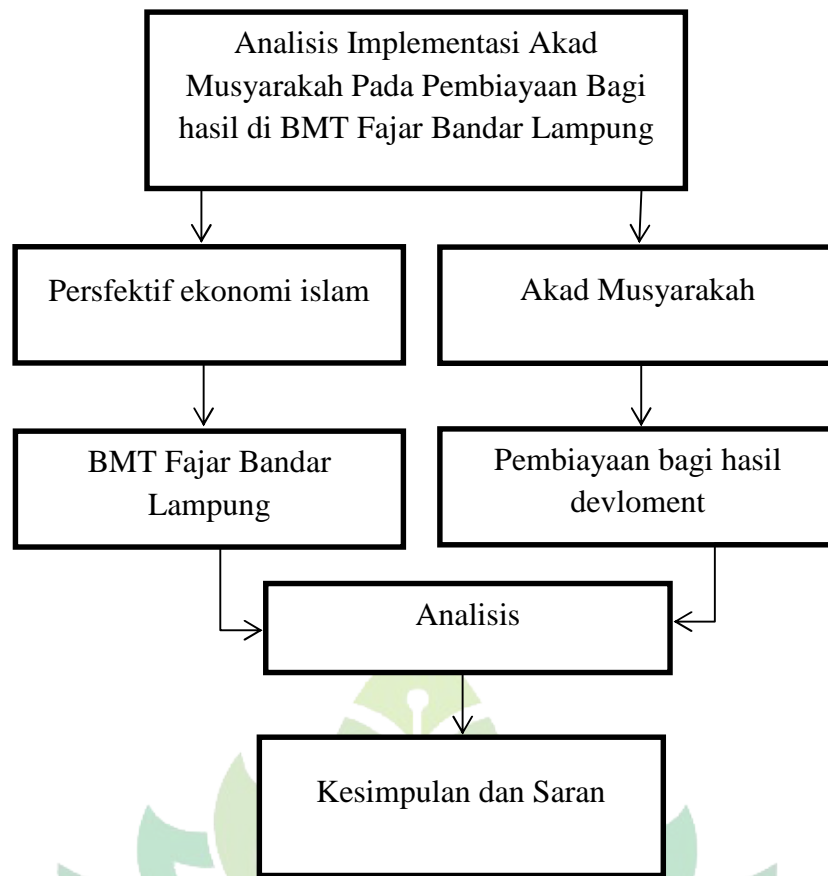 Analisis Implementasi Akad
Musyarakah Pada Pembiayaan Bagi
hasil di BMT Fajar Bandar Lampung
Persfektif ekonomi islam
Akad Musyarakah
BMT Fajar Bandar
Lampung
Pembiayaan bagi hasil
devloment
Analisis
Kesimpulan dan Saran